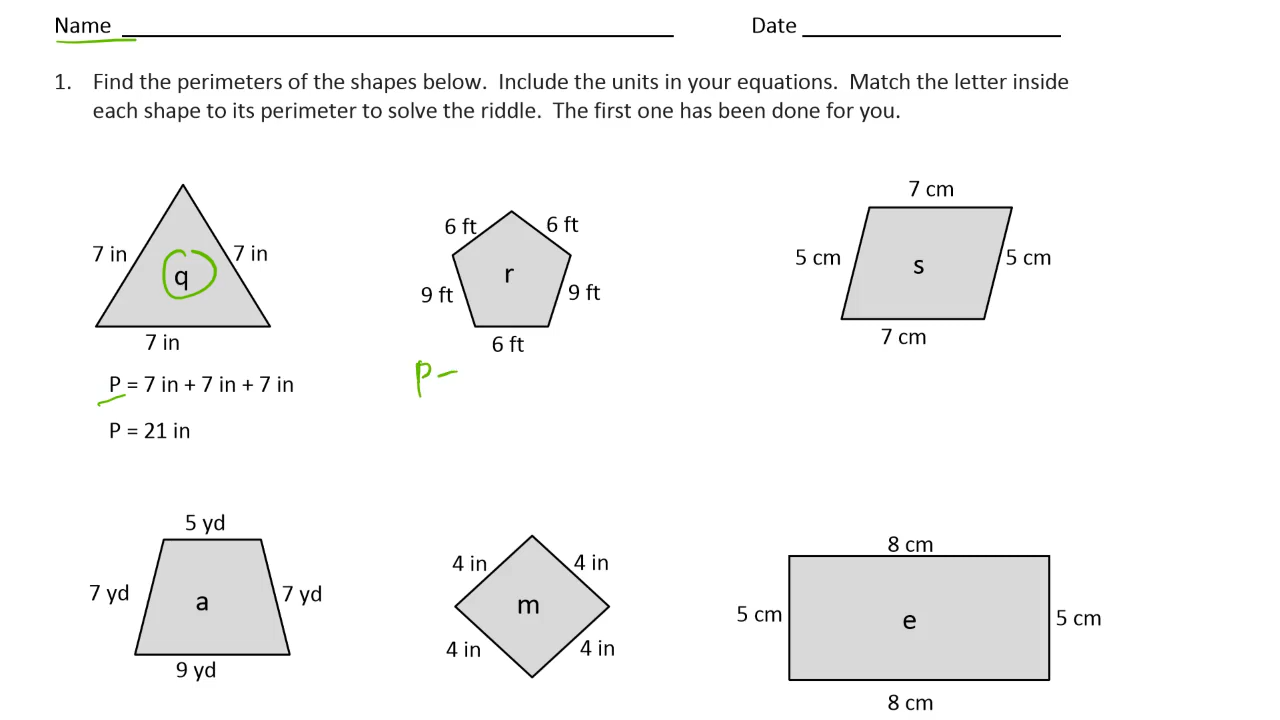 Name Date
1. Find the perimeters of the shapes below. Include the units in your equations. Match the letter inside
each shape to its perimeter to solve the riddle. The first one has been done for you.
7 in 7 in
q
7 in
P = 7 in + 7 in + 7 in
P = 21 in
6 ft 6 ft
r
9 ft 9 ft
6 ft
P-
7 cm
5 cm s 5 cm
7 cm
5 yd
7 yd a 7 yd
9 yd
4 in 4 in
m
4 in 4 in
8 cm
5 cm e 5 cm
8 cm